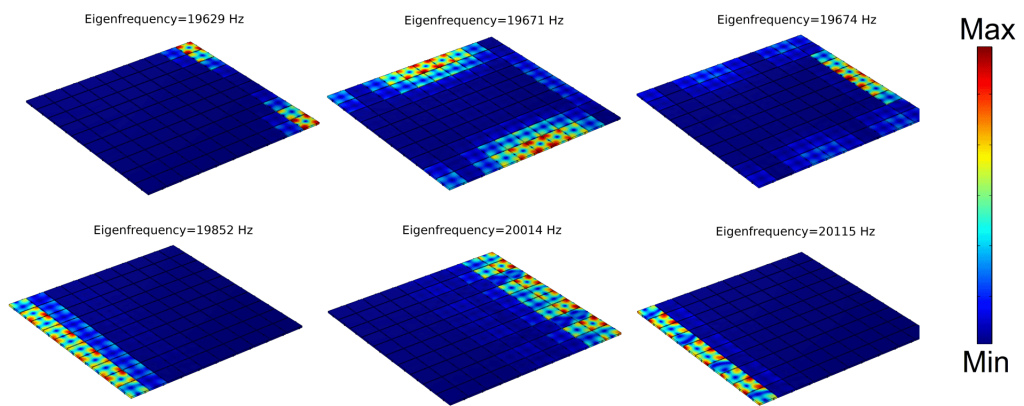 Eigenfrequency=19629 Hz
Eigenfrequency=19671 Hz
Eigenfrequency=19674 Hz
Max
Eigenfrequency=19852 Hz
Eigenfrequency=20014 Hz
Eigenfrequency=20115 Hz
Min